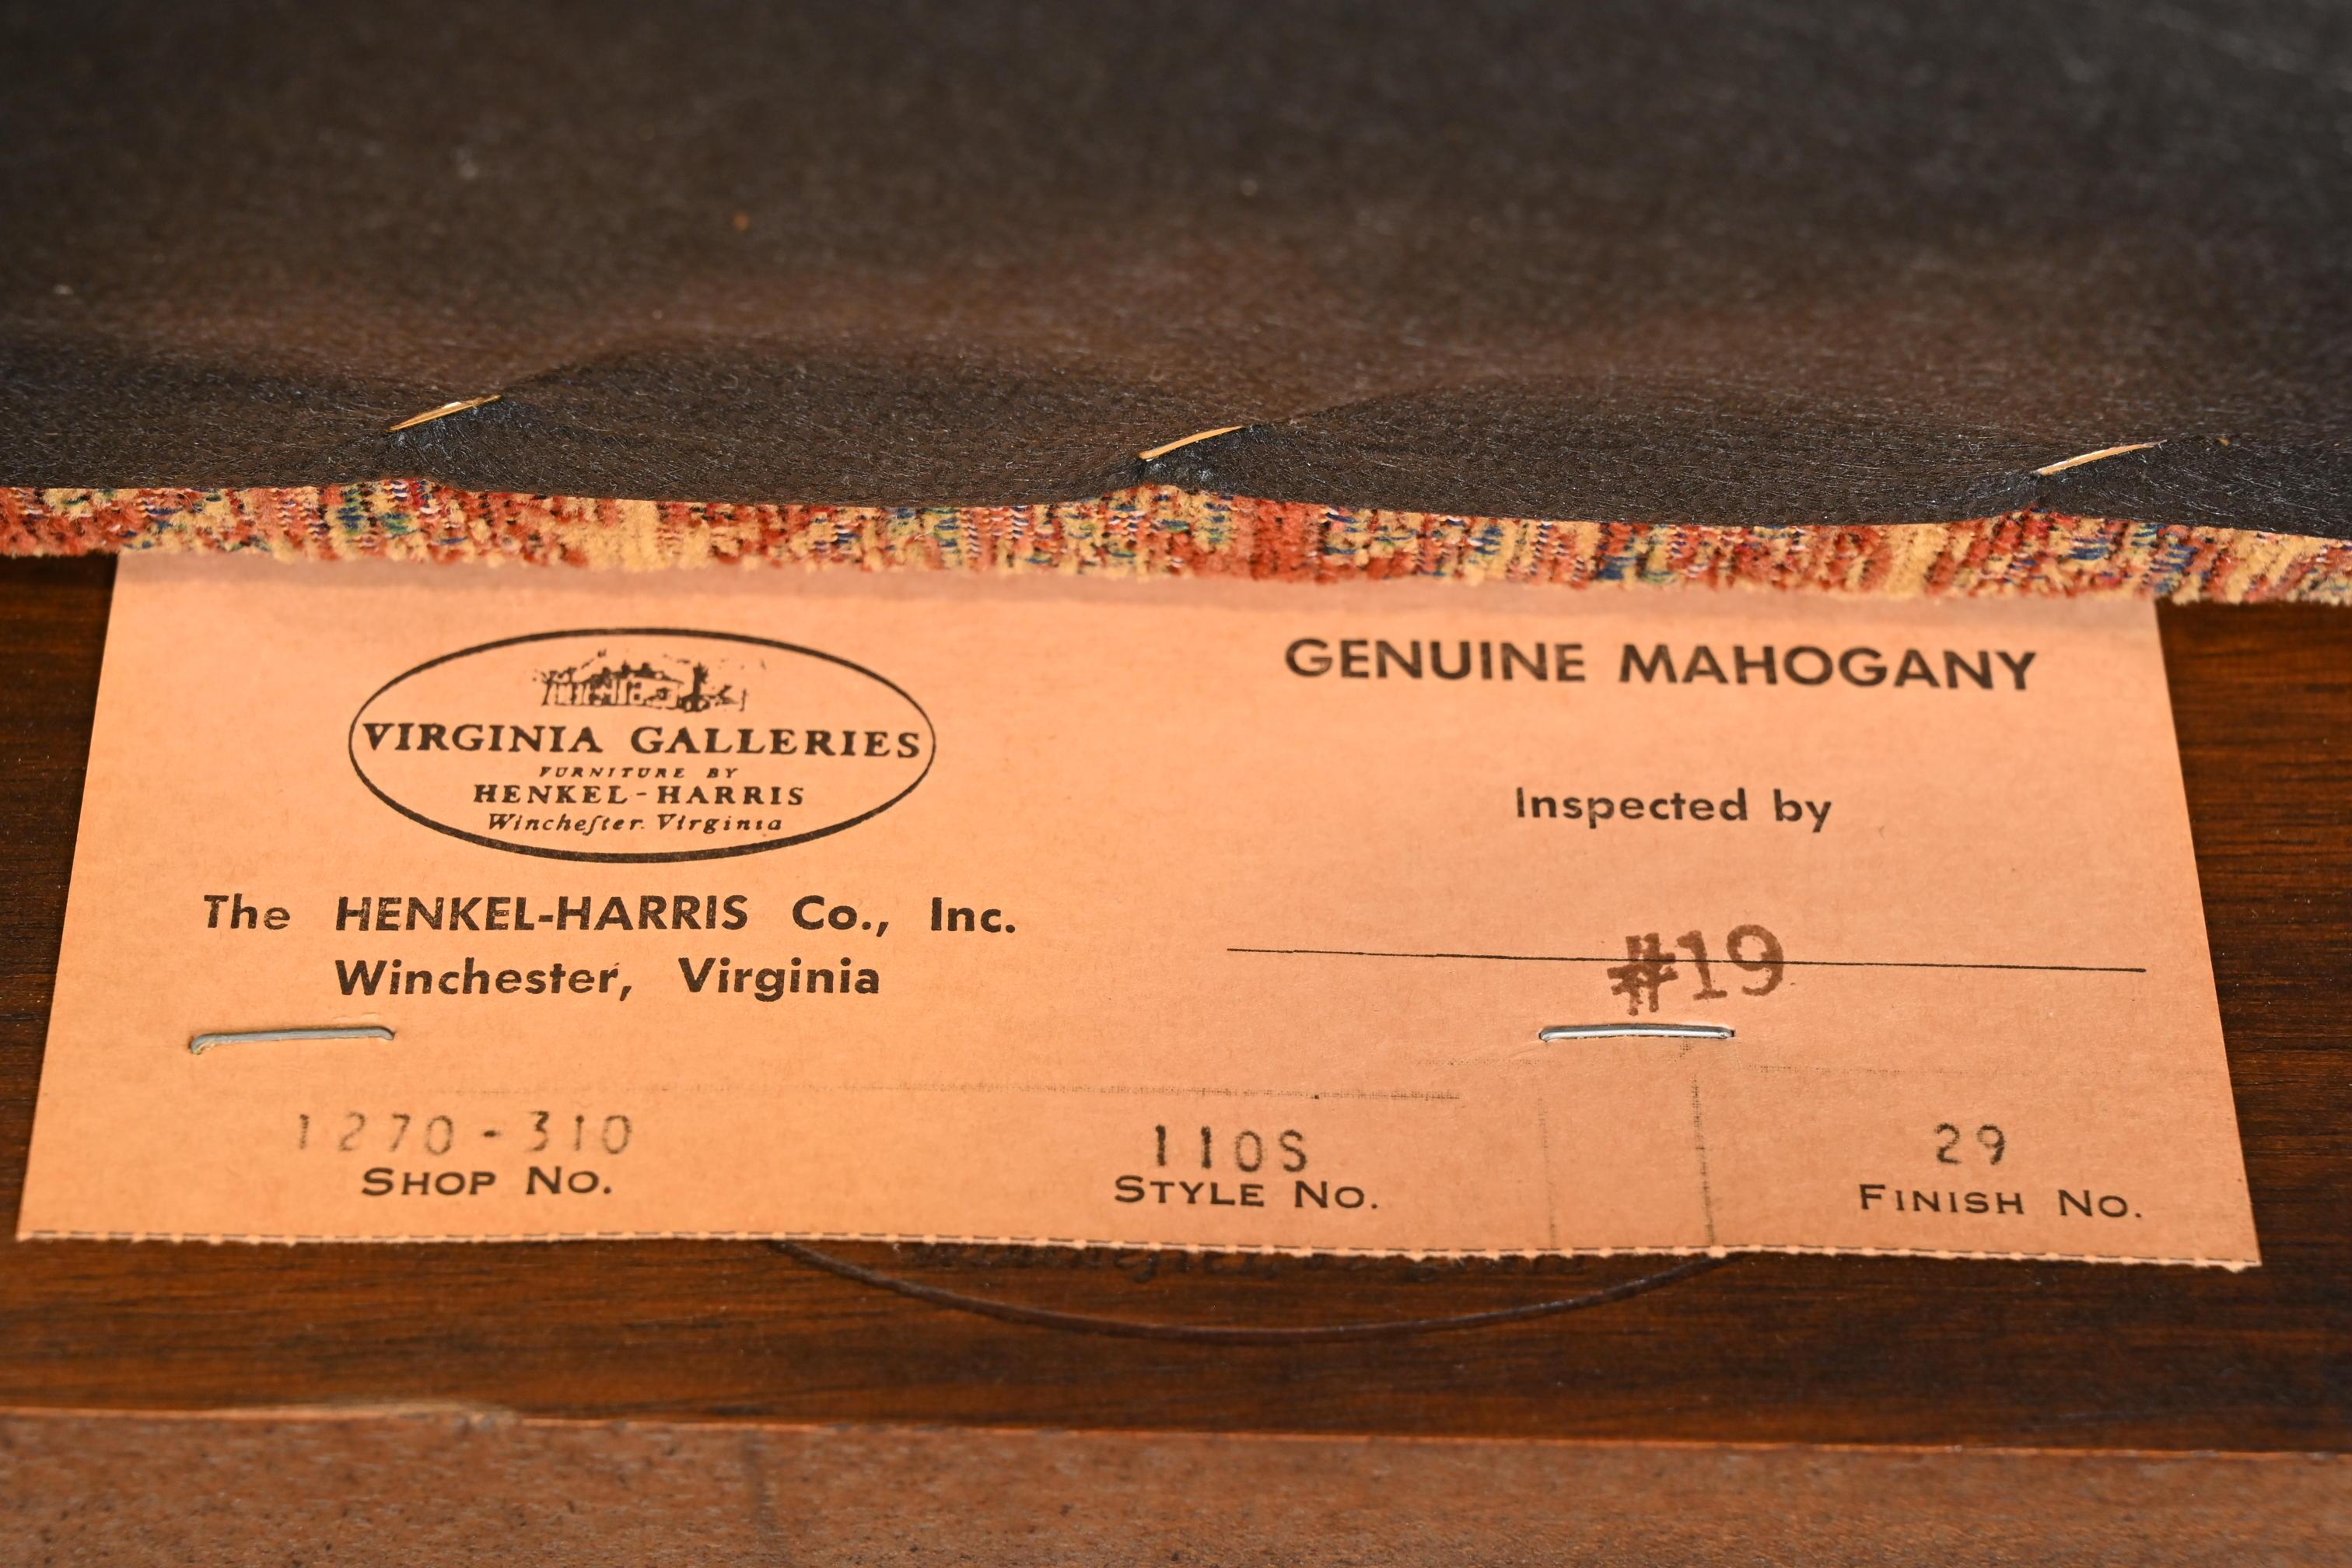 VIRGINIA GALLERIES
FURNITURE BY
HENKEL-HARRIS
Wincheſter. Virginia
The HENKEL-HARRIS Co., Inc.
Winchester, Virginia
GENUINE MAHOGANY
Inspected by
#19
1270-310
SHOP NO.
110S
STYLE NO.
29
FINISH NO.